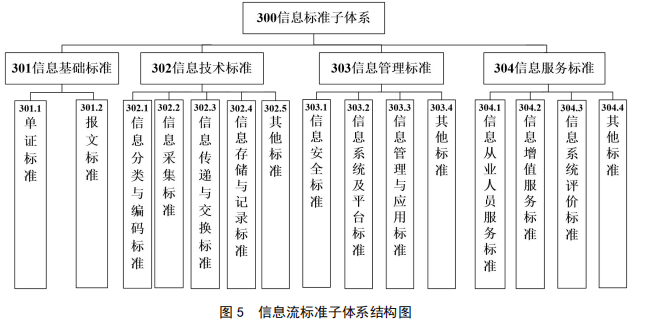 300信息标准子体系
301信息基础标准
302信息技术标准
303信息管理标准
304信息服务标准
301.1
单证标准
301.2
报文标准
302.1
信息分类与编码标准
302.2
信息采集标准
302.3
信息传递与交换标准
302.4
信息存储与记录标准
302.5
其他标准
303.1
信息安全标准
303.2
信息系统及平台标准
303.3
信息管理与应用标准
303.4
其他标准
304.1
信息从业人员服务标准
304.2
信息增值服务标准
304.3
信息系统评价标准
304.4
其他标准
图 5 信息流标准子体系结构图